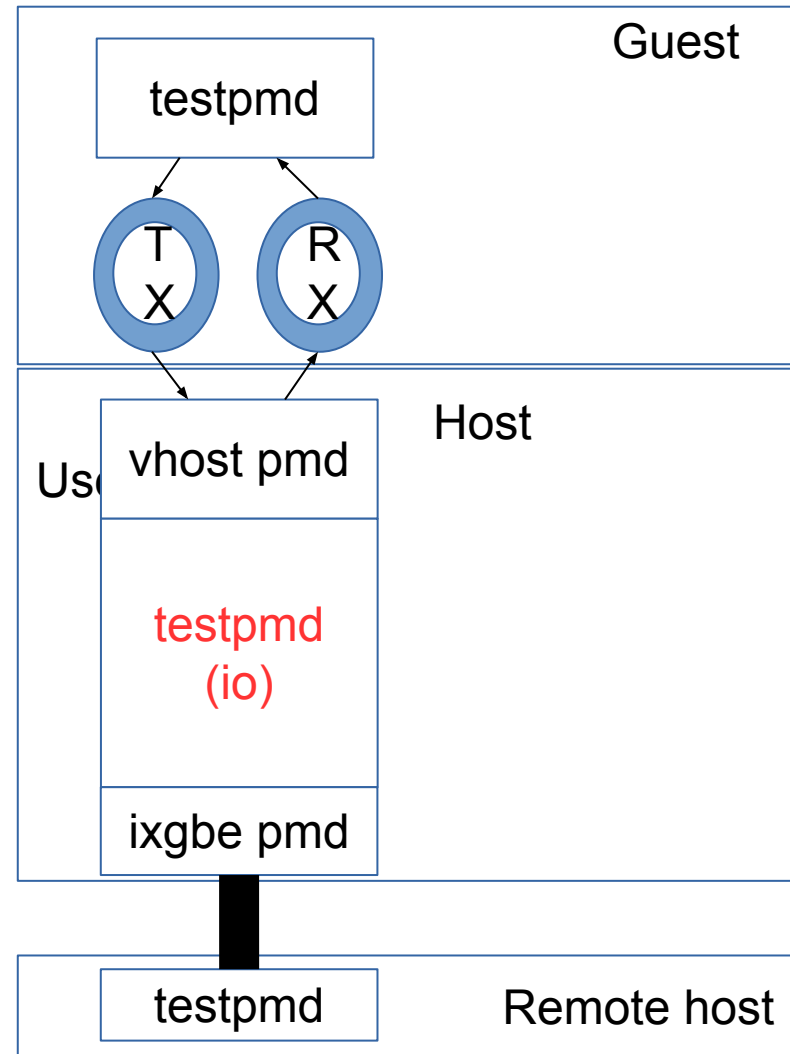 Guest
testpmd
T
X
R
X
Host
vhost pmd
testpmd
(io)
ixgbe pmd
testpmd
Remote host